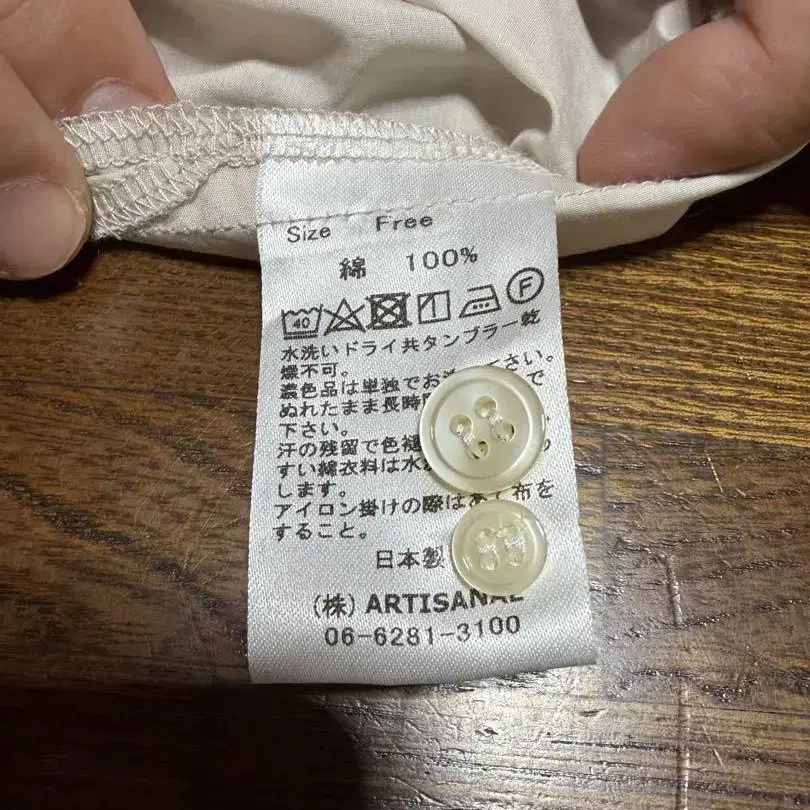 Size Free
綿 100%
40 F
水洗いドライ共タンブラー乾
燥不可。
濃色品は単独でお ださい。
ぬれたまま長時 で
下さい。
汗の残留で色
すい綿衣料は水
します。
アイロン掛けの際はあて布を
すること。
日本製
(株) ARTISANAL
06-6281-3100